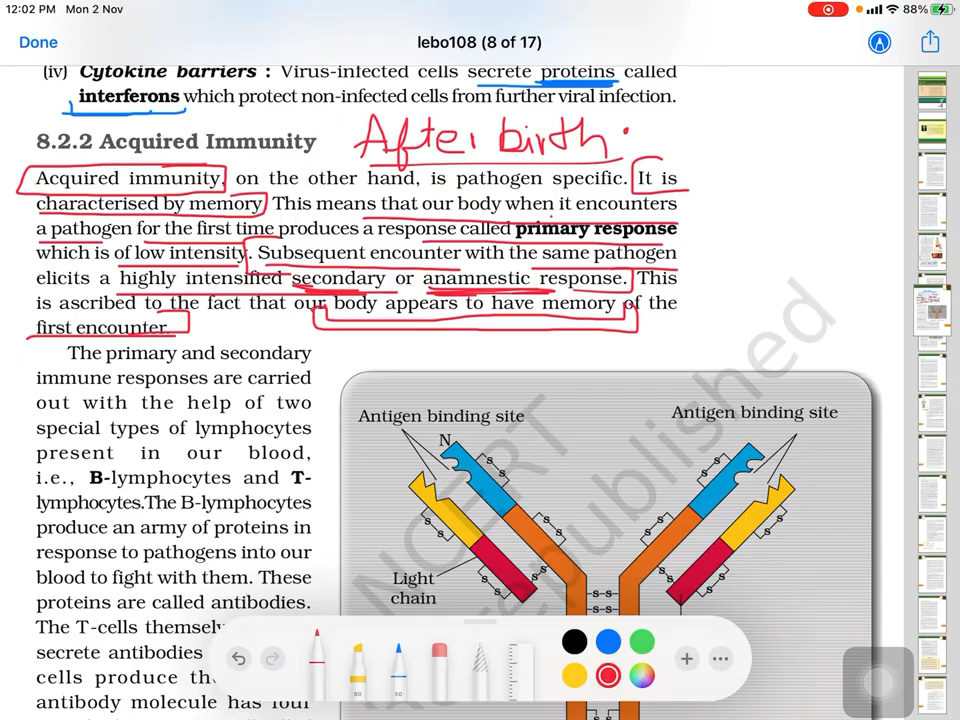 12:02 PM Mon 2 Nov
88%
Done
lebo108 (8 of 17)
(iv) Cytokine barriers : Virus-infected cells secrete proteins called
interferons which protect non-infected cells from further viral infection.
8.2.2 Acquired Immunity
After birth.
Acquired immunity, on the other hand, is pathogen specific. It is
characterised by memory. This means that our body when it encounters
a pathogen for the first time produces a response called primary response
which is of low intensity. Subsequent encounter with the same pathogen
elicits a highly intensified secondary or anamnestic response. This
is ascribed to the fact that our body appears to have memory of the
first encounter.
The primary and secondary
immune responses are carried
out with the help of two
special types of lymphocytes
present in our blood,
i.e., B-lymphocytes and T-
lymphocytes.The B-lymphocytes
produce an army of proteins in
response to pathogens into our
blood to fight with them. These
proteins are called antibodies.
The T-cells themsel
secrete antibodies
cells produce th
antibody molecule has four
Antigen binding site
Antigen binding site
N
s s
s s
s s
s s
s s
s s
s s
s s
Light
chain
-s-s-
-s-s-
NCERT
republished
80
50